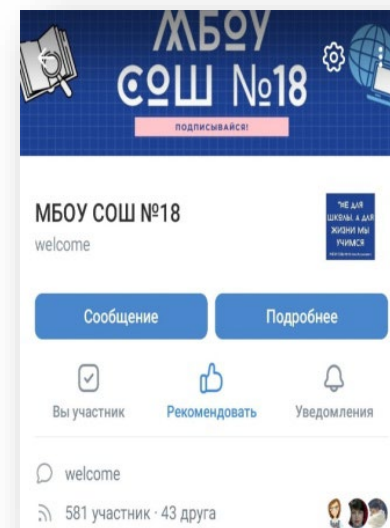 МБОУ
СОШ №18
ПОДПИСЫВАЙСЯ!
МБОУ СОШ №18
welcome
"НЕ ДЛЯ
ШКОЛЫ, А ДЛЯ
ЖИЗНИ МЫ
УЧИМСЯ
Сообщение
Подробнее
Вы участник
Рекомендовать
Уведомления
welcome
581 участник · 43 друга